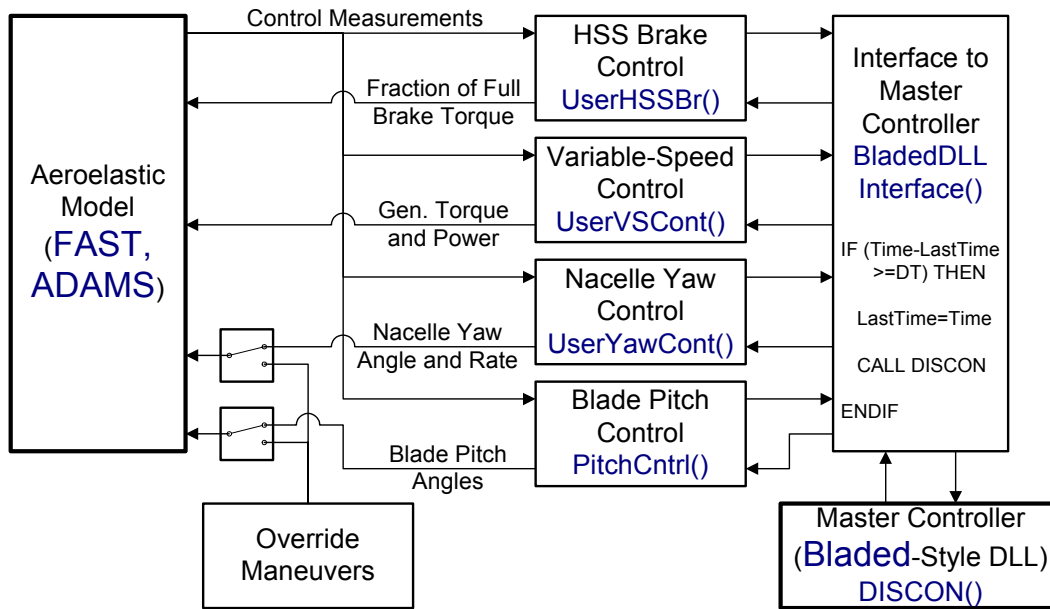 Control Measurements
HSS Brake
Control
UserHSSBr()
Fraction of Full
Brake Torque
Interface to
Master
Controller
BladedDLL
Interface()
Aeroelastic
Model
(FAST,
ADAMS)
Variable-Speed
Control
UserVSCont()
Gen. Torque
and Power
IF (Time-LastTime
>=DT) THEN
LastTime=Time
CALL DISCON
ENDIF
Nacelle Yaw
Control
UserYawCont()
Nacelle Yaw
Angle and Rate
Blade Pitch
Control
PitchCntrl()
Blade Pitch
Angles
Override
Maneuvers
Master Controller
(Bladed-Style DLL)
DISCON()